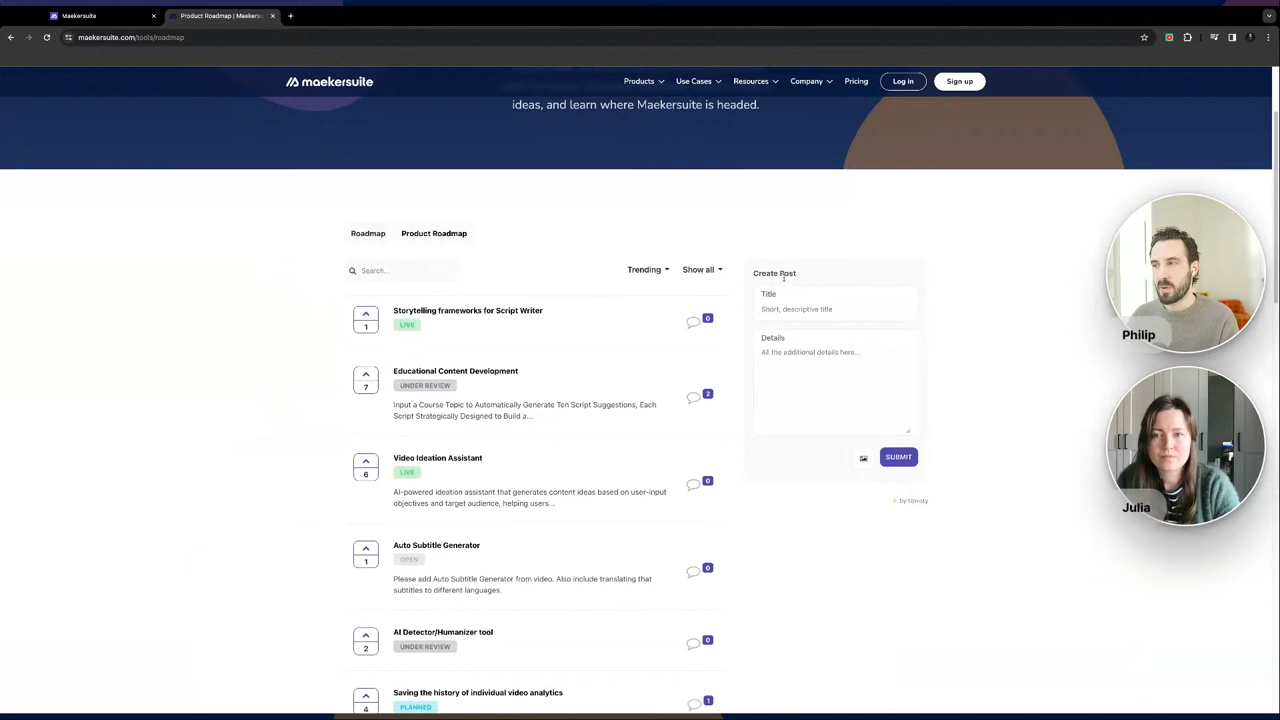 Maekersuite
Product Roadmap | Maekersu
maekersuite.com/tools/roadmap
maekersuite
Products
Use Cases
Resources
Company
Pricing
Log in
Sign up
ideas, and learn where Maekersuite is headed.
Roadmap
Product Roadmap
Search...
Trending
Show all
1
Storytelling frameworks for Script Writer
LIVE
0
7
Educational Content Development
UNDER REVIEW
Input a Course Topic to Automatically Generate Ten Script Suggestions, Each
Script Strategically Designed to Build a...
2
6
Video Ideation Assistant
LIVE
AI-powered ideation assistant that generates content ideas based on user-input
objectives and target audience, helping users...
0
1
Auto Subtitle Generator
OPEN
Please add Auto Subtitle Generator from video. Also include translating that
subtitles to different languages.
0
2
AI Detector/Humanizer tool
UNDER REVIEW
0
4
Saving the history of individual video analytics
PLANNED
1
Create Post
Title
Short, descriptive title
Details
All the additional details here...
SUBMIT
by Upvoty
Philip
Julia